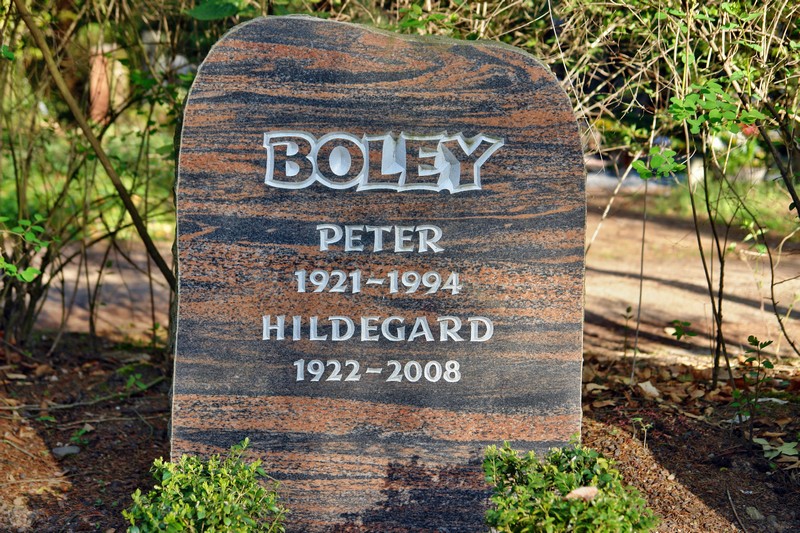 BOLEY
PETER
1921-1994
HILDEGARD
1922-2008